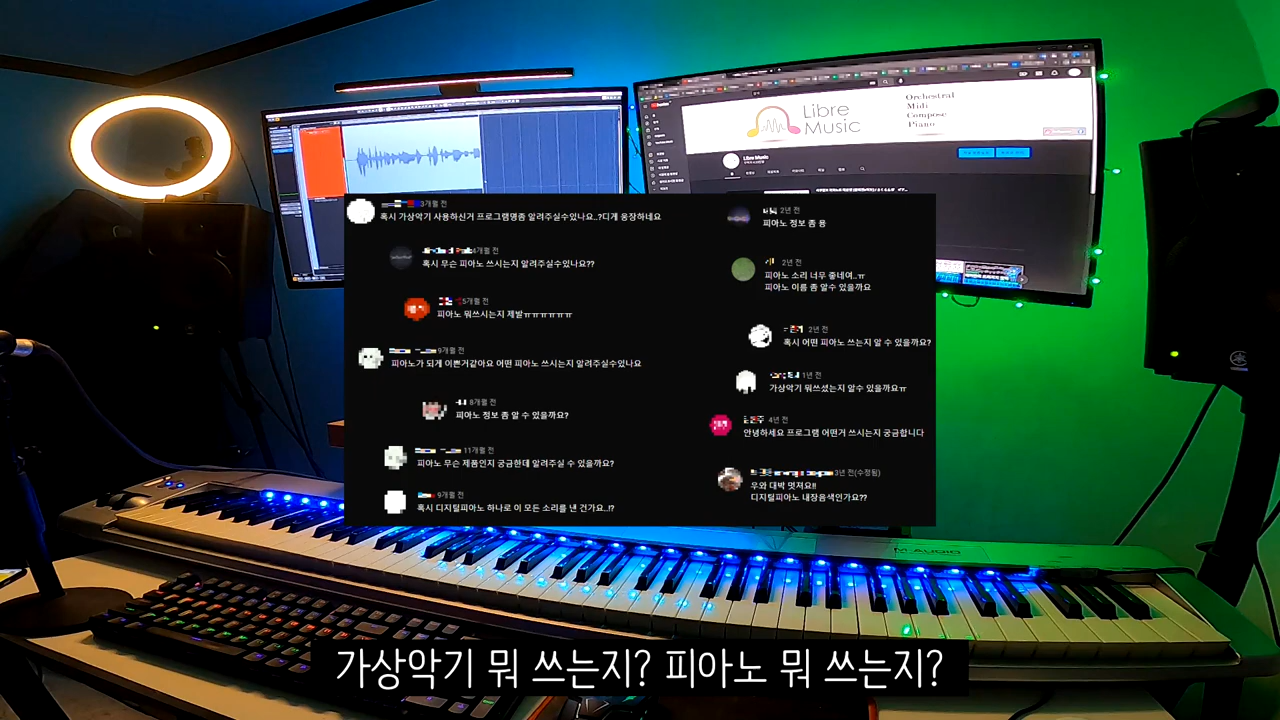 Libre
Music
Orchestral
Midi
Compose
Piano
Libre Music
3개월 전
혹시 가상악기 사용하신거 프로그램명좀 알려주실수있나요..?디게 웅장하네요
4개월 전
혹시 무슨 피아노 쓰시는지 알려주실수있나요??
5개월 전
피아노 뭐쓰시는지 제발ㅠㅠㅠㅠㅠㅠ
9개월 전
피아노가 되게 이쁜거같아요 어떤 피아노 쓰시는지 알려주실수있나요
8개월 전
피아노 정보 좀 알 수 있을까요?
11개월 전
피아노 무슨 제품인지 궁금한데 알려주실 수 있을까요?
9개월 전
혹시 디지털피아노 하나로 이 모든 소리를 낸 건가요..!?
2년 전
피아노 정보 좀 용
2년 전
피아노 소리 너무 좋네여..ㅠ
피아노 이름 좀 알수 있을까요
2년 전
혹시 어떤 피아노 쓰는지 알 수 있을까요?
1년 전
가상악기 뭐쓰셨는지 알수 있을까요ㅠ
4년 전
안녕하세요 프로그램 어떤거 쓰시는지 궁금합니다
3년 전(수정됨)
우와 대박 멋져요!!
디지털피아노 내장음색인가요??
M-AUDIO
가상악기 뭐 쓰는지? 피아노 뭐 쓰는지?